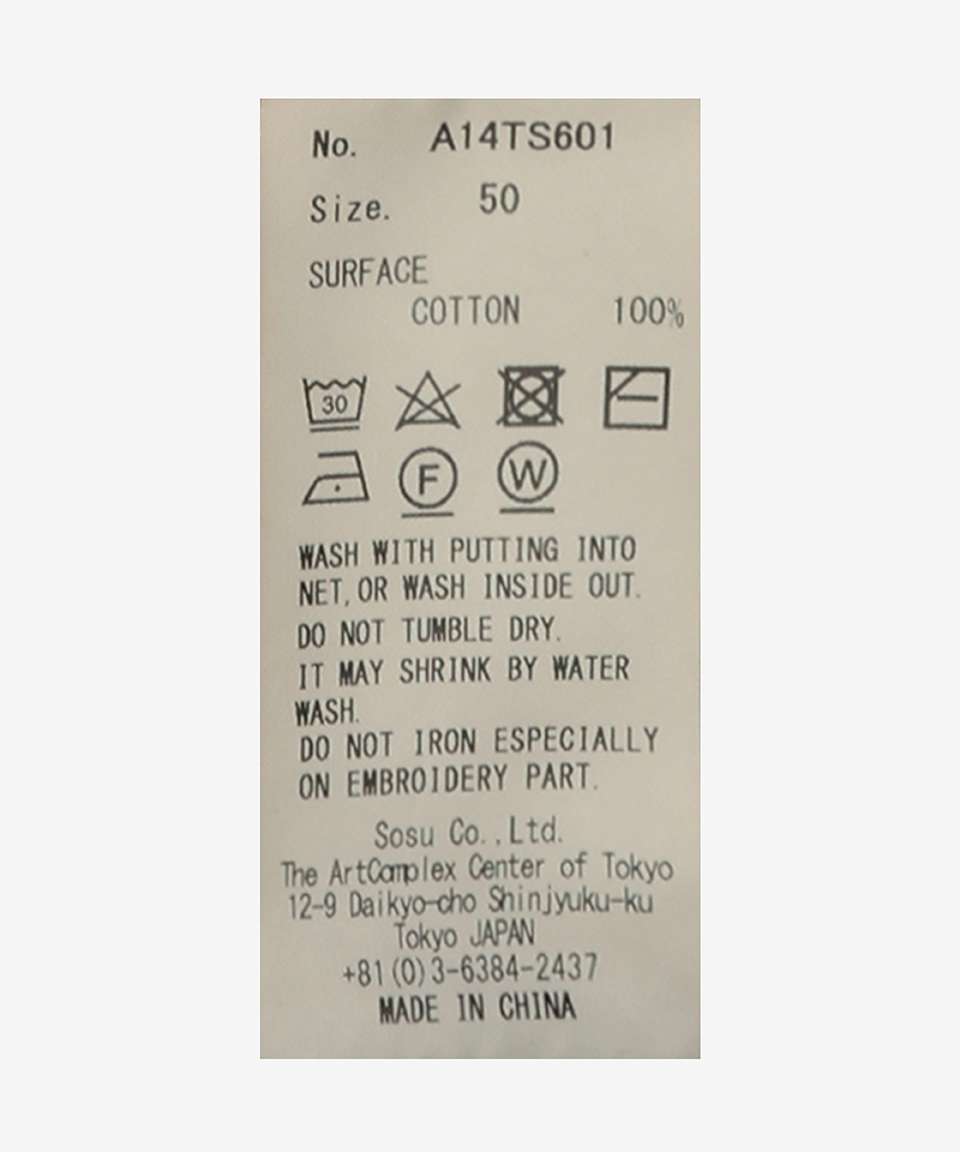 No. A14TS601
Size. 50
SURFACE
COTTON 100%
30
F W
WASH WITH PUTTING INTO
NET, OR WASH INSIDE OUT.
DO NOT TUMBLE DRY.
IT MAY SHRINK BY WATER
WASH.
DO NOT IRON ESPECIALLY
ON EMBROIDERY PART.
Sosu Co.,Ltd.
The ArtComplex Center of Tokyo
12-9 Daikyo-cho Shinjyuku-ku
Tokyo JAPAN
+81(0)3-6384-2437
MADE IN CHINA